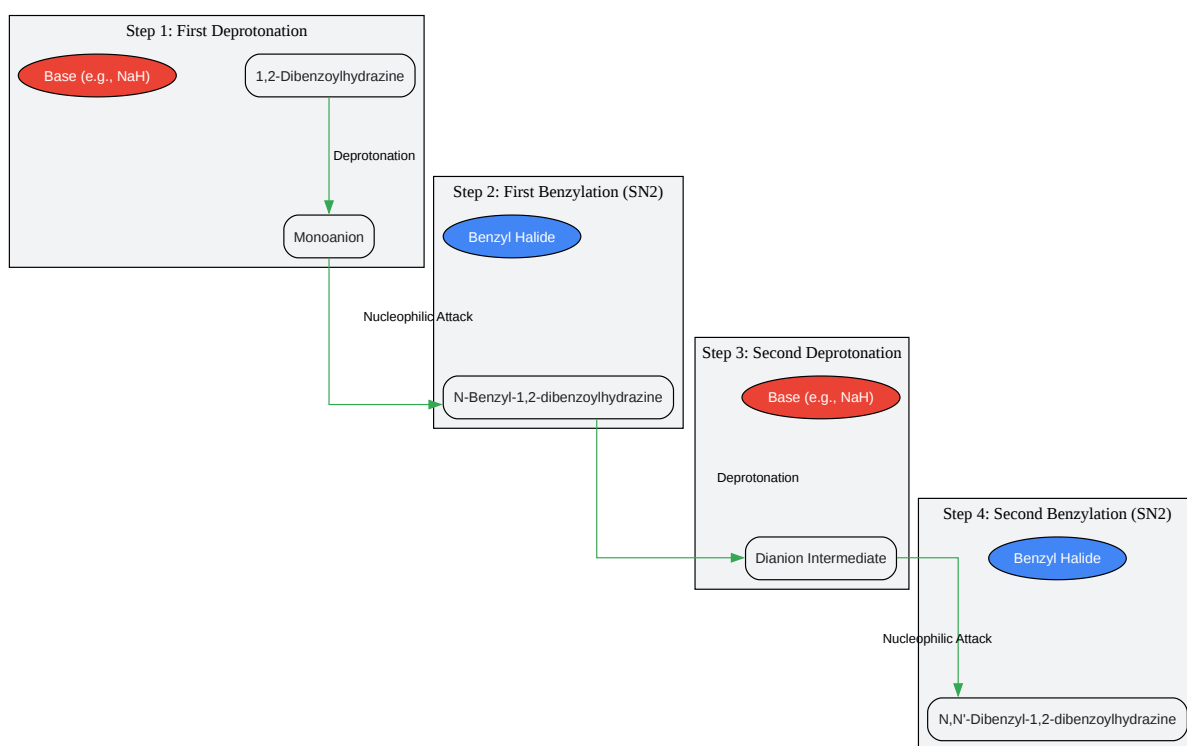 Step 1: First Deprotonation
Base (e.g., NaH)
1,2-Dibenzoylhydrazine
Deprotonation
Monoanion
Step 2: First Benzylation (SN2)
Benzyl Halide
Nucleophilic Attack
N-Benzyl-1,2-dibenzoylhydrazine
Step 3: Second Deprotonation
Base (e.g., NaH)
Deprotonation
Dianion Intermediate
Step 4: Second Benzylation (SN2)
Benzyl Halide
Nucleophilic Attack
N,N'-Dibenzyl-1,2-dibenzoylhydrazine